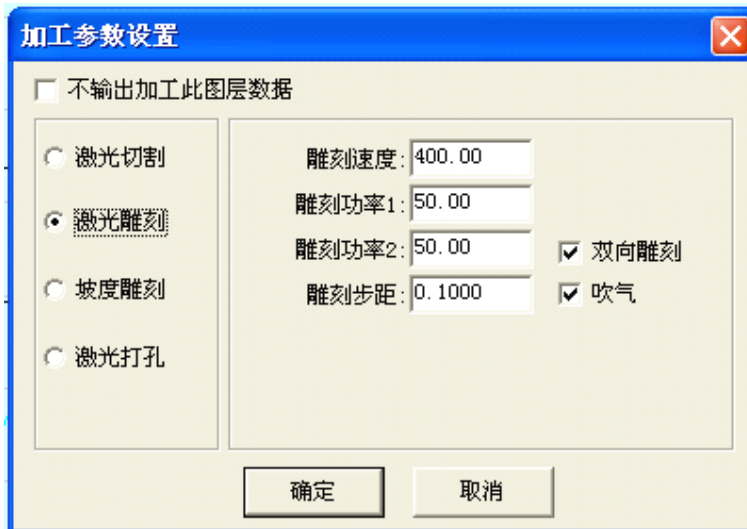 加工参数设置
不输出加工此图层数据
激光切割
激光雕刻
坡度雕刻
激光打孔
雕刻速度: 400.00
雕刻功率1: 50.00
雕刻功率2: 50.00
双向雕刻
雕刻步距: 0.1000
吹气
确定
取消